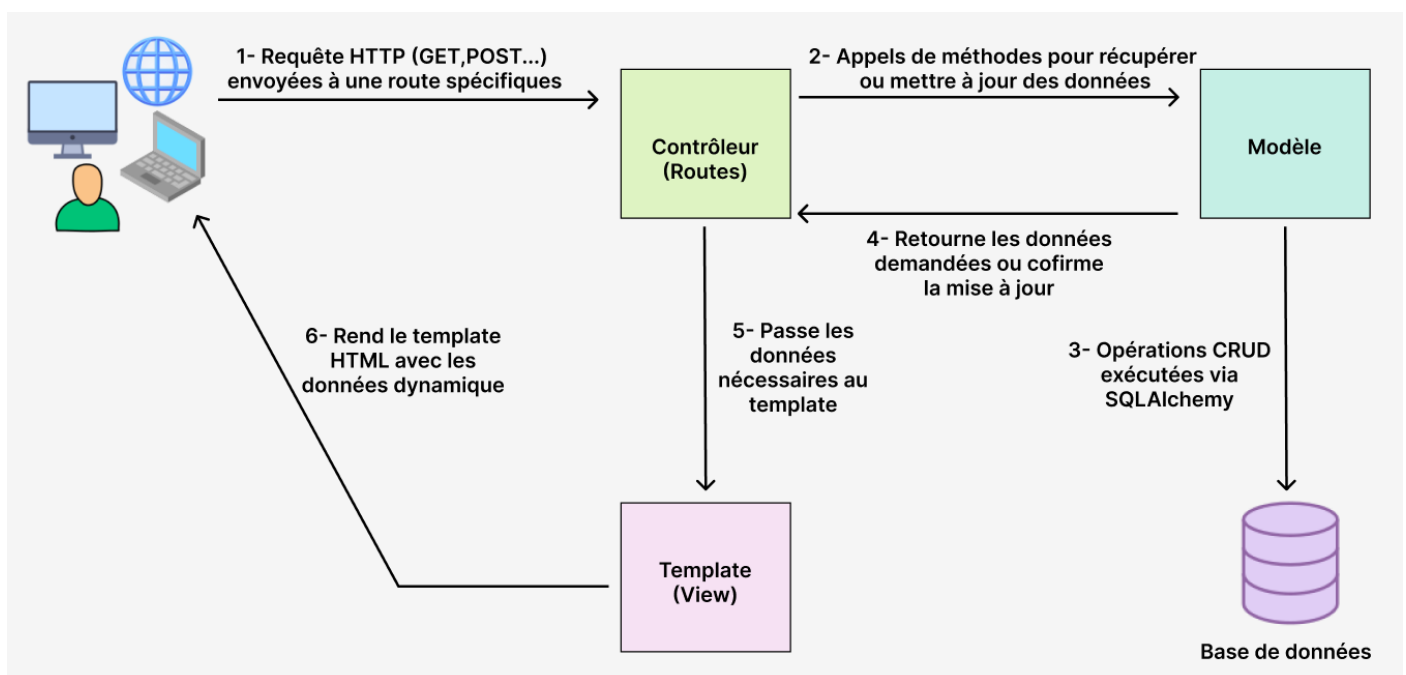 1- Requête HTTP (GET,POST...)
envoyées à une route spécifiques
2- Appels de méthodes pour récupérer
ou mettre à jour des données
Contrôleur
(Routes)
Modèle
4- Retourne les données
demandées ou cofirme
la mise à jour
6- Rend le template
HTML avec les
données dynamique
5- Passe les
données
nécessaires au
template
3- Opérations CRUD
exécutées via
SQLAlchemy
Template
(View)
Base de données